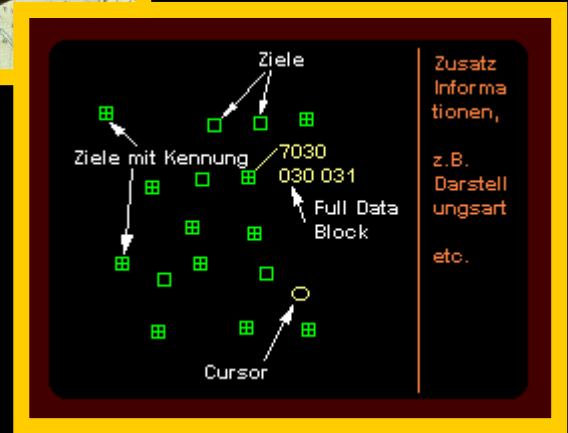 Ziele
Ziele mit Kennung
7030
030 031
Full Data
Block
Cursor
Zusatz
Informa
tionen,
z.B.
Darstell
ungsart
etc.